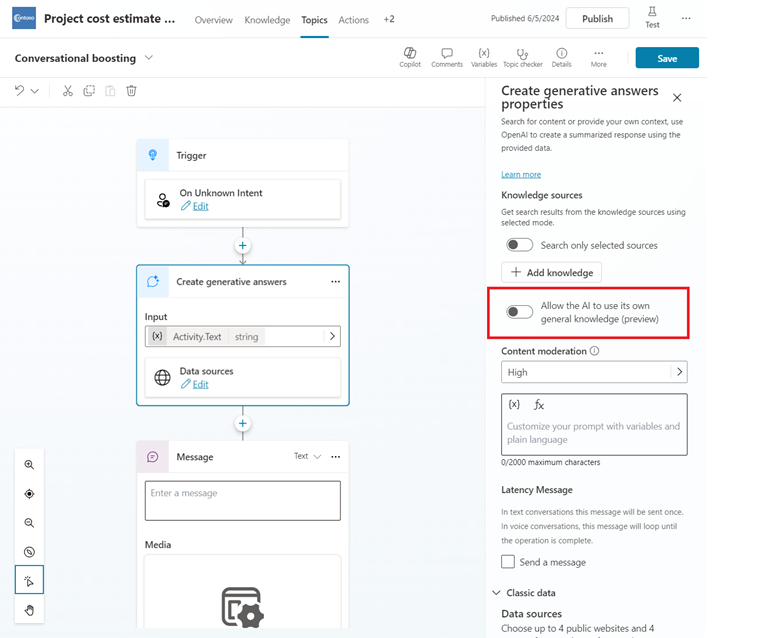 Contoso
Project cost estimate ...
Overview
Knowledge
Topics
Actions
+2
Published 6/5/2024
Publish
Test
...
Conversational boosting
Copilot
Comments
{x}
Variables
Topic checker
Details
...
More
Save
Trigger
On Unknown Intent
Edit
Create generative answers
...
Input
{x} Activity.Text string
Data sources
Edit
Message
Text
...
Enter a message
Media
Create generative answers
properties
Search for content or provide your own context, use
OpenAI to create a summarized response using the
provided data.
Learn more
Knowledge sources
Get search results from the knowledge sources using
selected mode.
Search only selected sources
+ Add knowledge
Allow the AI to use its own
general knowledge (preview)
Content moderation
High
{x} fx
Customize your prompt with variables and
plain language
0/2000 maximum characters
Latency Message
In text conversations this message will be sent once.
In voice conversations, this message will loop until
the operation is complete.
Send a message
Classic data
Data sources
Choose up to 4 public websites and 4